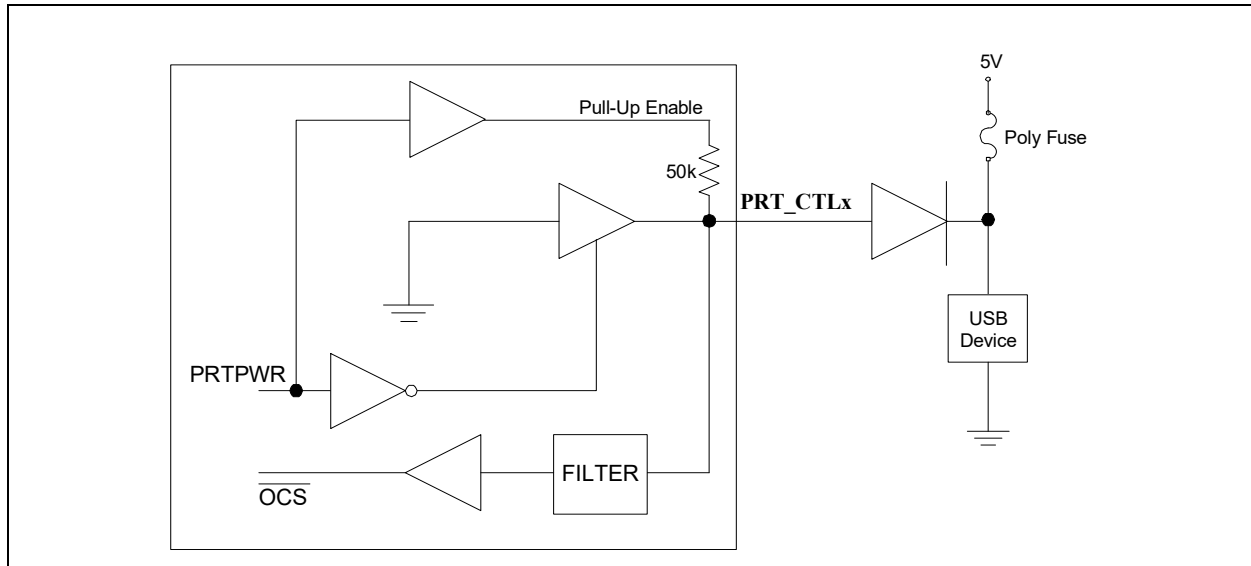 5V
Pull-Up Enable
Poly Fuse
50k
PRT_CTLx
USB
Device
PRTPWR
FILTER
OCS